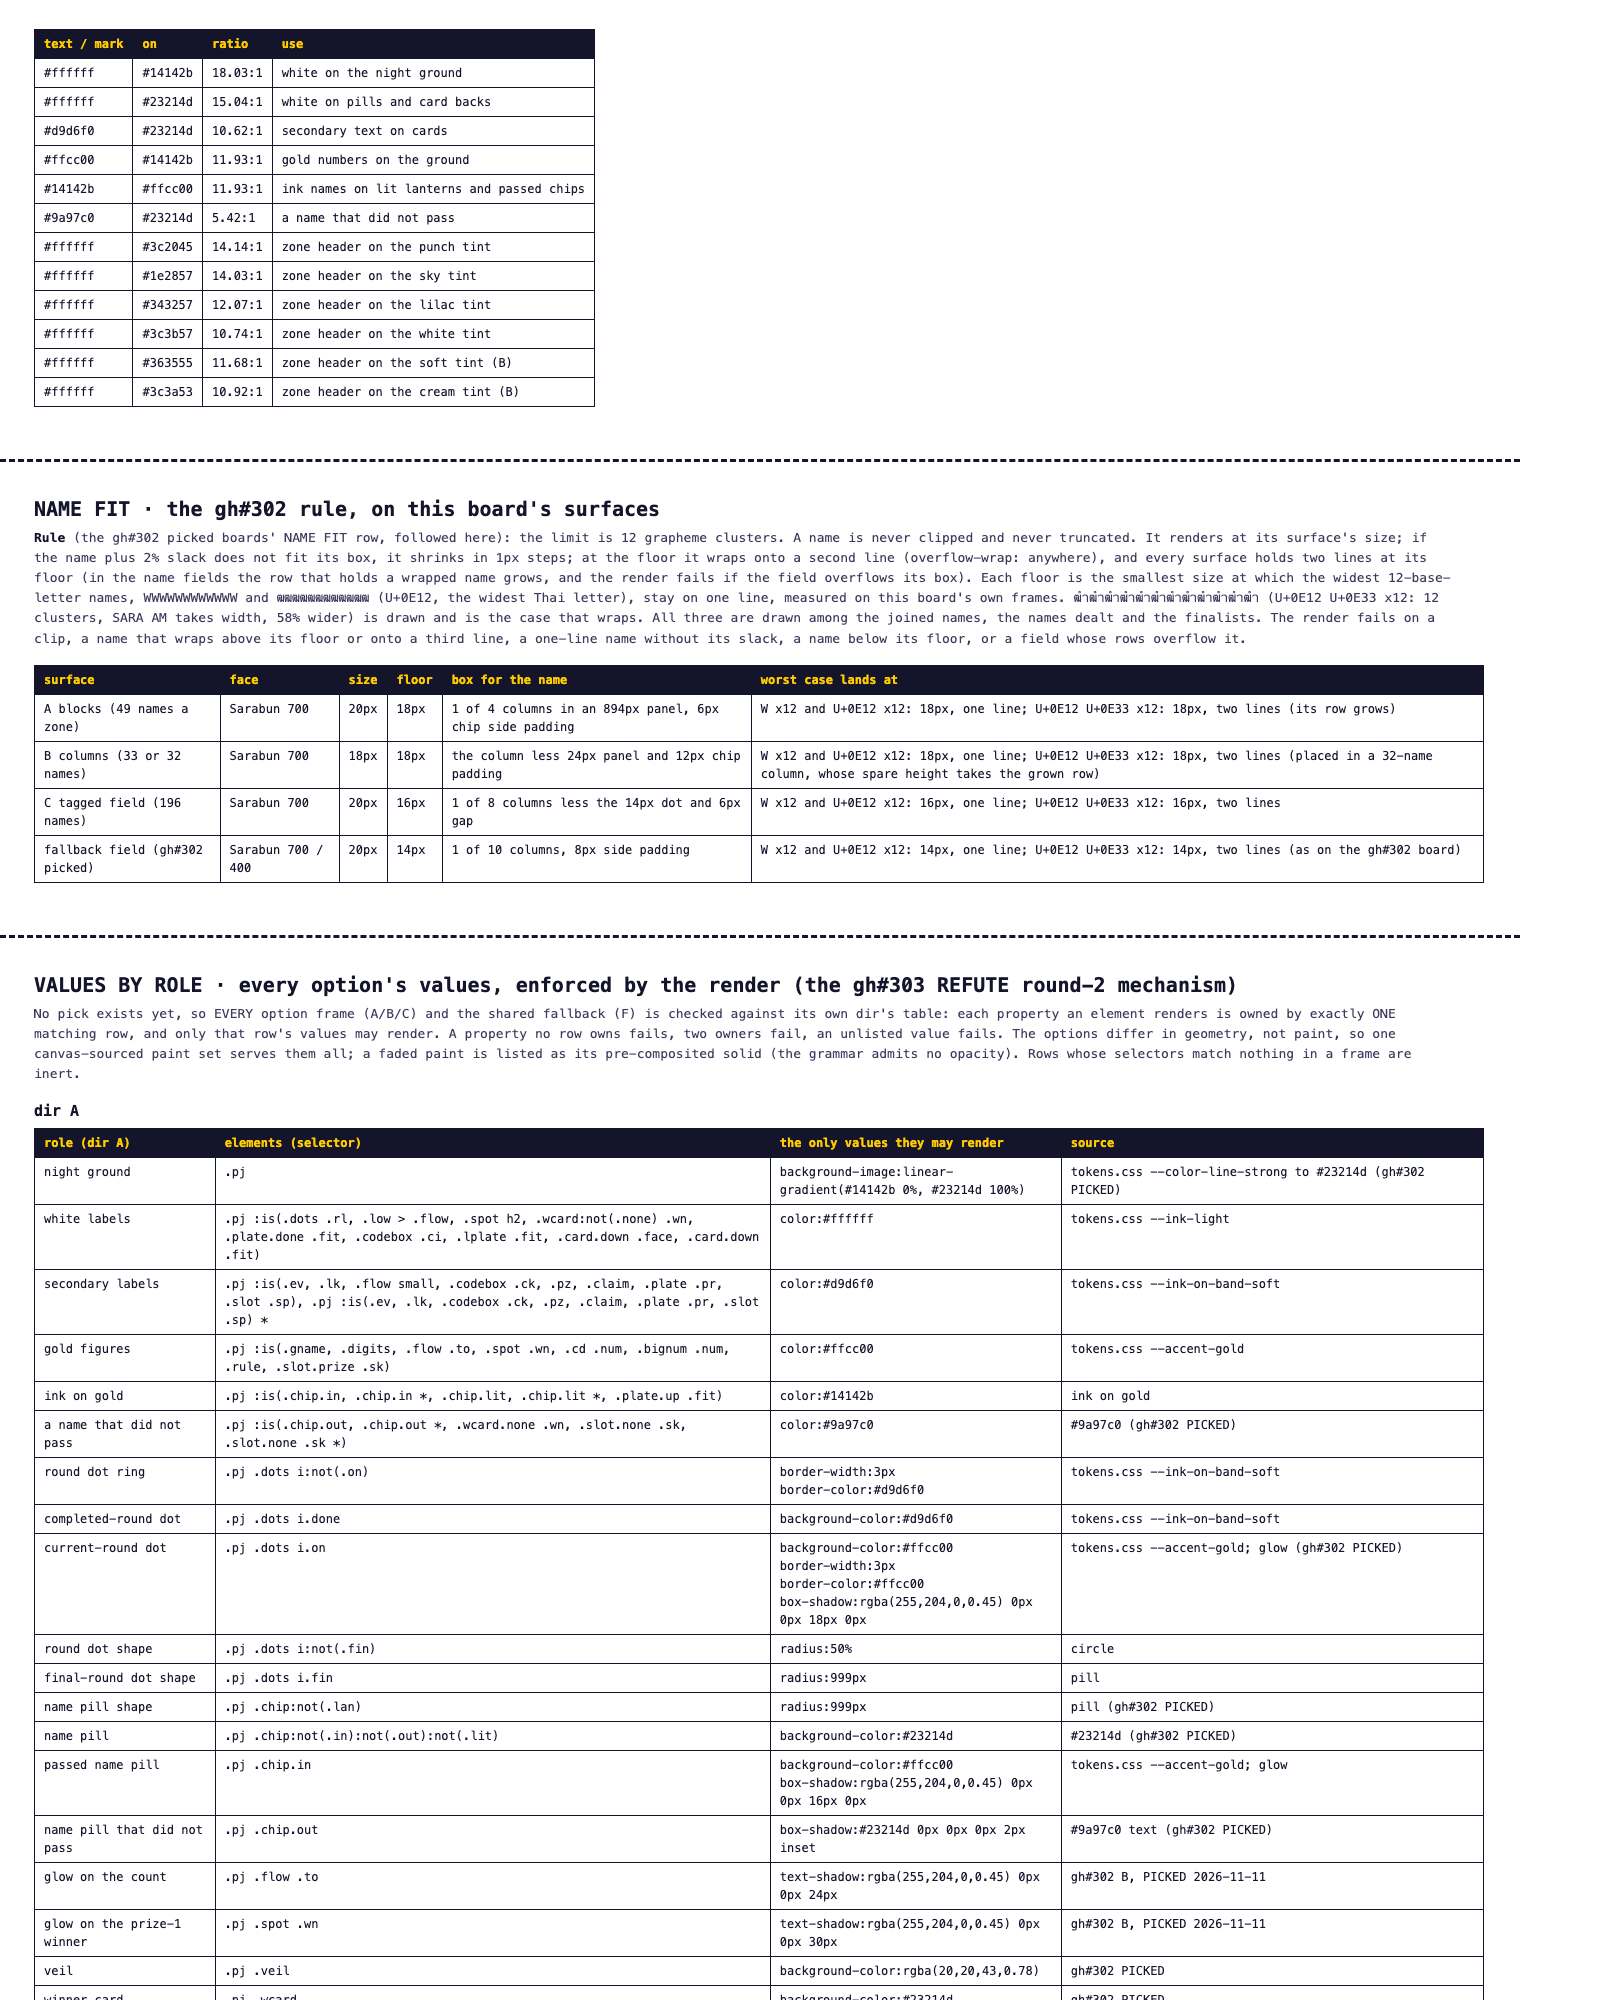 text / mark on ratio use
#ffffff #14142b 18.03:1 white on the night ground
#ffffff #23214d 15.04:1 white on pills and card backs
#d9d6f0 #23214d 10.62:1 secondary text on cards
#ffcc00 #14142b 11.93:1 gold numbers on the ground
#14142b #ffcc00 11.93:1 ink names on lit lanterns and passed chips
#9a97c0 #23214d 5.42:1 a name that did not pass
#ffffff #3c2045 14.14:1 zone header on the punch tint
#ffffff #1e2857 14.03:1 zone header on the sky tint
#ffffff #343257 12.07:1 zone header on the lilac tint
#ffffff #3c3b57 10.74:1 zone header on the white tint
#ffffff #363555 11.68:1 zone header on the soft tint (B)
#ffffff #3c3a53 10.92:1 zone header on the cream tint (B)
NAME FIT · the gh#302 rule, on this board's surfaces
Rule (the gh#302 picked boards' NAME FIT row, followed here): the limit is 12 grapheme clusters. A name is never clipped and never truncated. It renders at its surface's size; if
the name plus 2% slack does not fit its box, it shrinks in 1px steps; at the floor it wraps onto a second line (overflow-wrap: anywhere), and every surface holds two lines at its
floor (in the name fields the row that holds a wrapped name grows, and the render fails if the field overflows its box). Each floor is the smallest size at which the widest 12-base-
letter names, WWWWWWWWWWWW and ฒฒฒฒฒฒฒฒฒฒฒฒ (U+0E12, the widest Thai letter), stay on one line, measured on this board's own frames. ฒำฒำฒำฒำฒำฒำฒำฒำฒำฒำฒำฒำ (U+0E12 U+0E33 x12: 12
clusters, SARA AM takes width, 58% wider) is drawn and is the case that wraps. All three are drawn among the joined names, the names dealt and the finalists. The render fails on a
clip, a name that wraps above its floor or onto a third line, a one-line name without its slack, a name below its floor, or a field whose rows overflow it.
surface face size floor box for the name worst case lands at
A blocks (49 names a zone) Sarabun 700 20px 18px 1 of 4 columns in an 894px panel, 6px chip side padding W x12 and U+0E12 x12: 18px, one line; U+0E12 U+0E33 x12: 18px, two lines (its row grows)
B columns (33 or 32 names) Sarabun 700 18px 18px the column less 24px panel and 12px chip padding W x12 and U+0E12 x12: 18px, one line; U+0E12 U+0E33 x12: 18px, two lines (placed in a 32-name column, whose spare height takes the grown row)
C tagged field (196 names) Sarabun 700 20px 16px 1 of 8 columns less the 14px dot and 6px gap W x12 and U+0E12 x12: 16px, one line; U+0E12 U+0E33 x12: 16px, two lines
fallback field (gh#302 picked) Sarabun 700 / 400 20px 14px 1 of 10 columns, 8px side padding W x12 and U+0E12 x12: 14px, one line; U+0E12 U+0E33 x12: 14px, two lines (as on the gh#302 board)
VALUES BY ROLE · every option's values, enforced by the render (the gh#303 REFUTE round-2 mechanism)
No pick exists yet, so EVERY option frame (A/B/C) and the shared fallback (F) is checked against its own dir's table: each property an element renders is owned by exactly ONE
matching row, and only that row's values may render. A property no row owns fails, two owners fail, an unlisted value fails. The options differ in geometry, not paint, so one
canvas-sourced paint set serves them all; a faded paint is listed as its pre-composited solid (the grammar admits no opacity). Rows whose selectors match nothing in a frame are
inert.
dir A
role (dir A) elements (selector) the only values they may render source
night ground .pj background-image:linear-gradient(#14142b 0%, #23214d 100%) tokens.css --color-line-strong to #23214d (gh#302 PICKED)
white labels .pj :is(.dots .rl, .low > .flow, .spot h2, .wcard:not(.none) .wn, .plate.done .fit, .codebox .ci, .lplate .fit, .card.down .face, .card.down .fit) color:#ffffff tokens.css --ink-light
secondary labels .pj :is(.ev, .lk, .flow small, .codebox .ck, .pz, .claim, .plate .pr, .slot .sp), .pj :is(.ev, .lk, .codebox .ck, .pz, .claim, .plate .pr, .slot .sp) * color:#d9d6f0 tokens.css --ink-on-band-soft
gold figures .pj :is(.gname, .digits, .flow .to, .spot .wn, .cd .num, .bignum .num, .rule, .slot.prize .sk) color:#ffcc00 tokens.css --accent-gold
ink on gold .pj :is(.chip.in, .chip.in *, .chip.lit, .chip.lit *, .plate.up .fit) color:#14142b ink on gold
a name that did not pass .pj :is(.chip.out, .chip.out *, .wcard.none .wn, .slot.none .sk, .slot.none .sk *) color:#9a97c0 #9a97c0 (gh#302 PICKED)
round dot ring .pj .dots i:not(.on) border-width:3px border-color:#d9d6f0 tokens.css --ink-on-band-soft
completed-round dot .pj .dots i.done background-color:#d9d6f0 tokens.css --ink-on-band-soft
current-round dot .pj .dots i.on background-color:#ffcc00 border-width:3px border-color:#ffcc00 box-shadow:rgba(255,204,0,0.45) 0px 0px 18px 0px tokens.css --accent-gold; glow (gh#302 PICKED)
round dot shape .pj .dots i:not(.fin) radius:50% circle
final-round dot shape .pj .dots i.fin radius:999px pill
name pill shape .pj .chip:not(.lan) radius:999px pill (gh#302 PICKED)
name pill .pj .chip:not(.in):not(.out):not(.lit) background-color:#23214d #23214d (gh#302 PICKED)
passed name pill .pj .chip.in background-color:#ffcc00 box-shadow:rgba(255,204,0,0.45) 0px 0px 16px 0px tokens.css --accent-gold; glow
name pill that did not pass .pj .chip.out box-shadow:#23214d 0px 0px 0px 2px inset #9a97c0 text (gh#302 PICKED)
glow on the count .pj .flow .to text-shadow:rgba(255,204,0,0.45) 0px 0px 24px gh#302 B, PICKED 2026-11-11
glow on the prize-1 winner .pj .spot .wn text-shadow:rgba(255,204,0,0.45) 0px 0px 30px gh#302 B, PICKED 2026-11-11
veil .pj .veil background-color:rgba(20,20,43,0.78) gh#302 PICKED
winner card .pj .wcard background-color:#23214d gh#302 PICKED